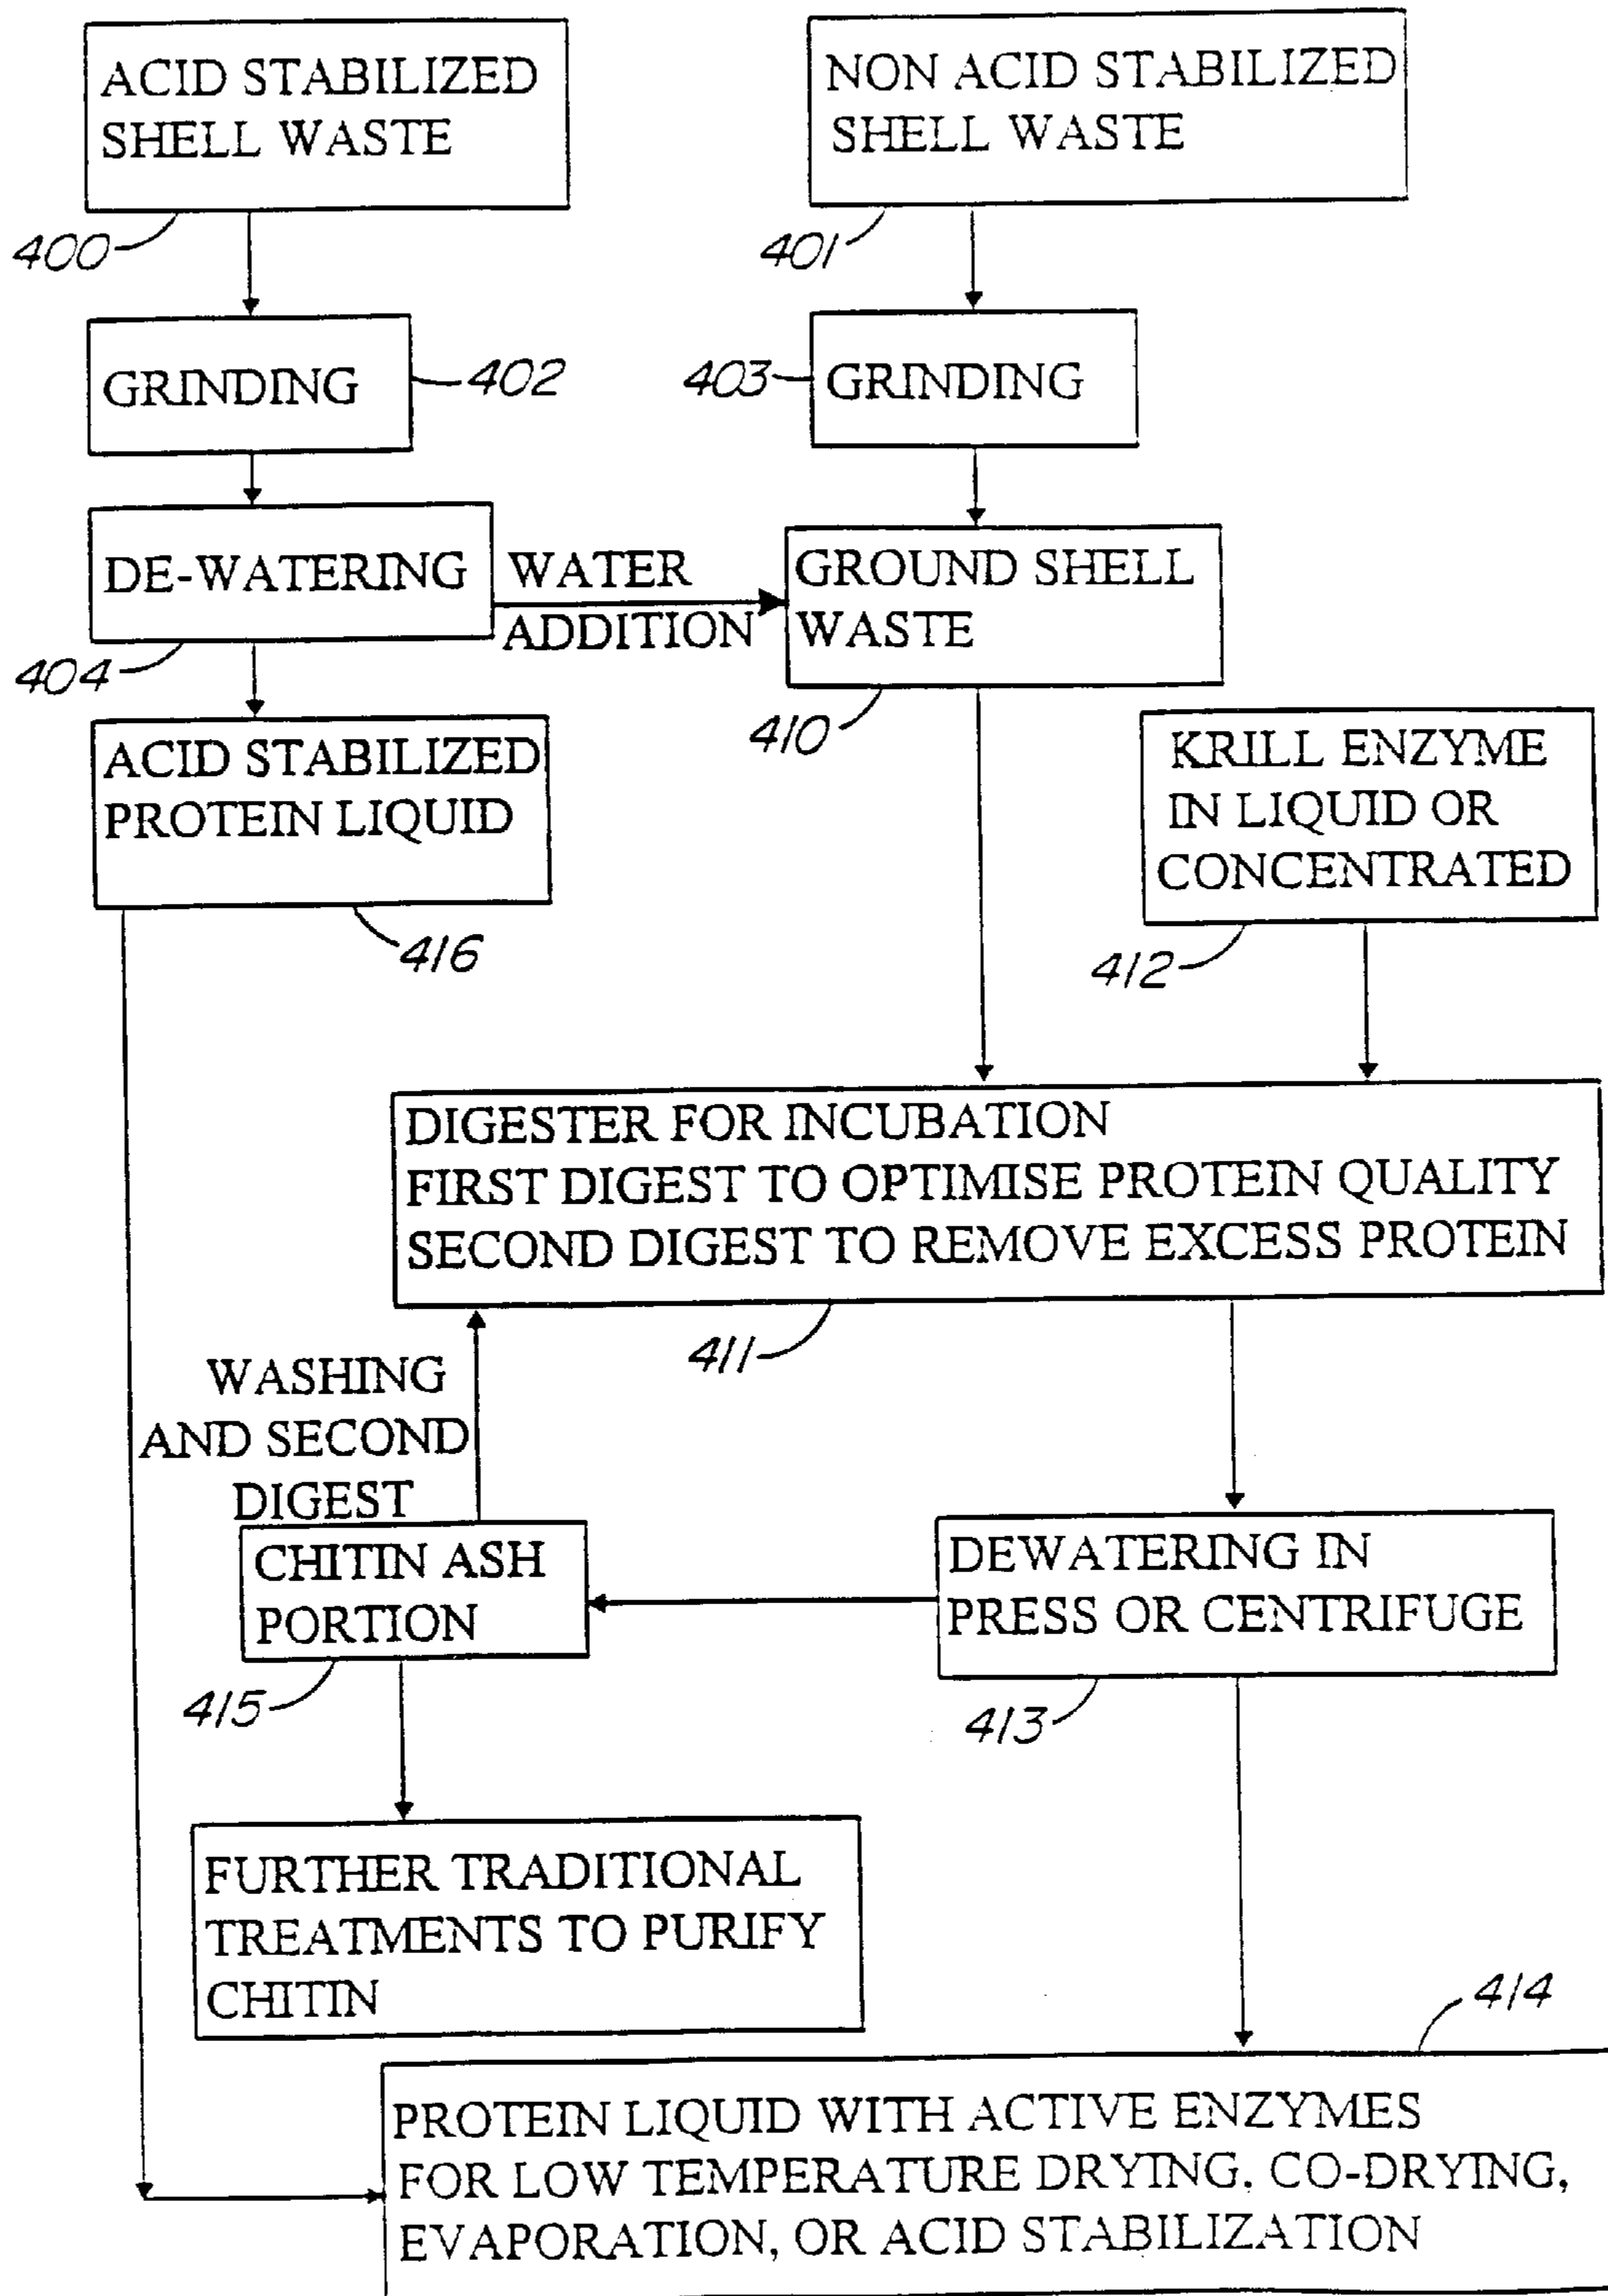 ACID STABILIZED
SHELL WASTE
400
NON ACID STABILIZED
SHELL WASTE
401
GRINDING
402
403
GRINDING
DE-WATERING
404
WATER
ADDITION
GROUND SHELL
WASTE
410
ACID STABILIZED
PROTEIN LIQUID
416
KRILL ENZYME
IN LIQUID OR
CONCENTRATED
412
DIGESTER FOR INCUBATION
FIRST DIGEST TO OPTIMISE PROTEIN QUALITY
SECOND DIGEST TO REMOVE EXCESS PROTEIN
411
WASHING
AND SECOND
DIGEST
CHITIN ASH
PORTION
415
DEWATERING IN
PRESS OR CENTRIFUGE
413
FURTHER TRADITIONAL
TREATMENTS TO PURIFY
CHITIN
414
PROTEIN LIQUID WITH ACTIVE ENZYMES
FOR LOW TEMPERATURE DRYING, CO-DRYING,
EVAPORATION, OR ACID STABILIZATION